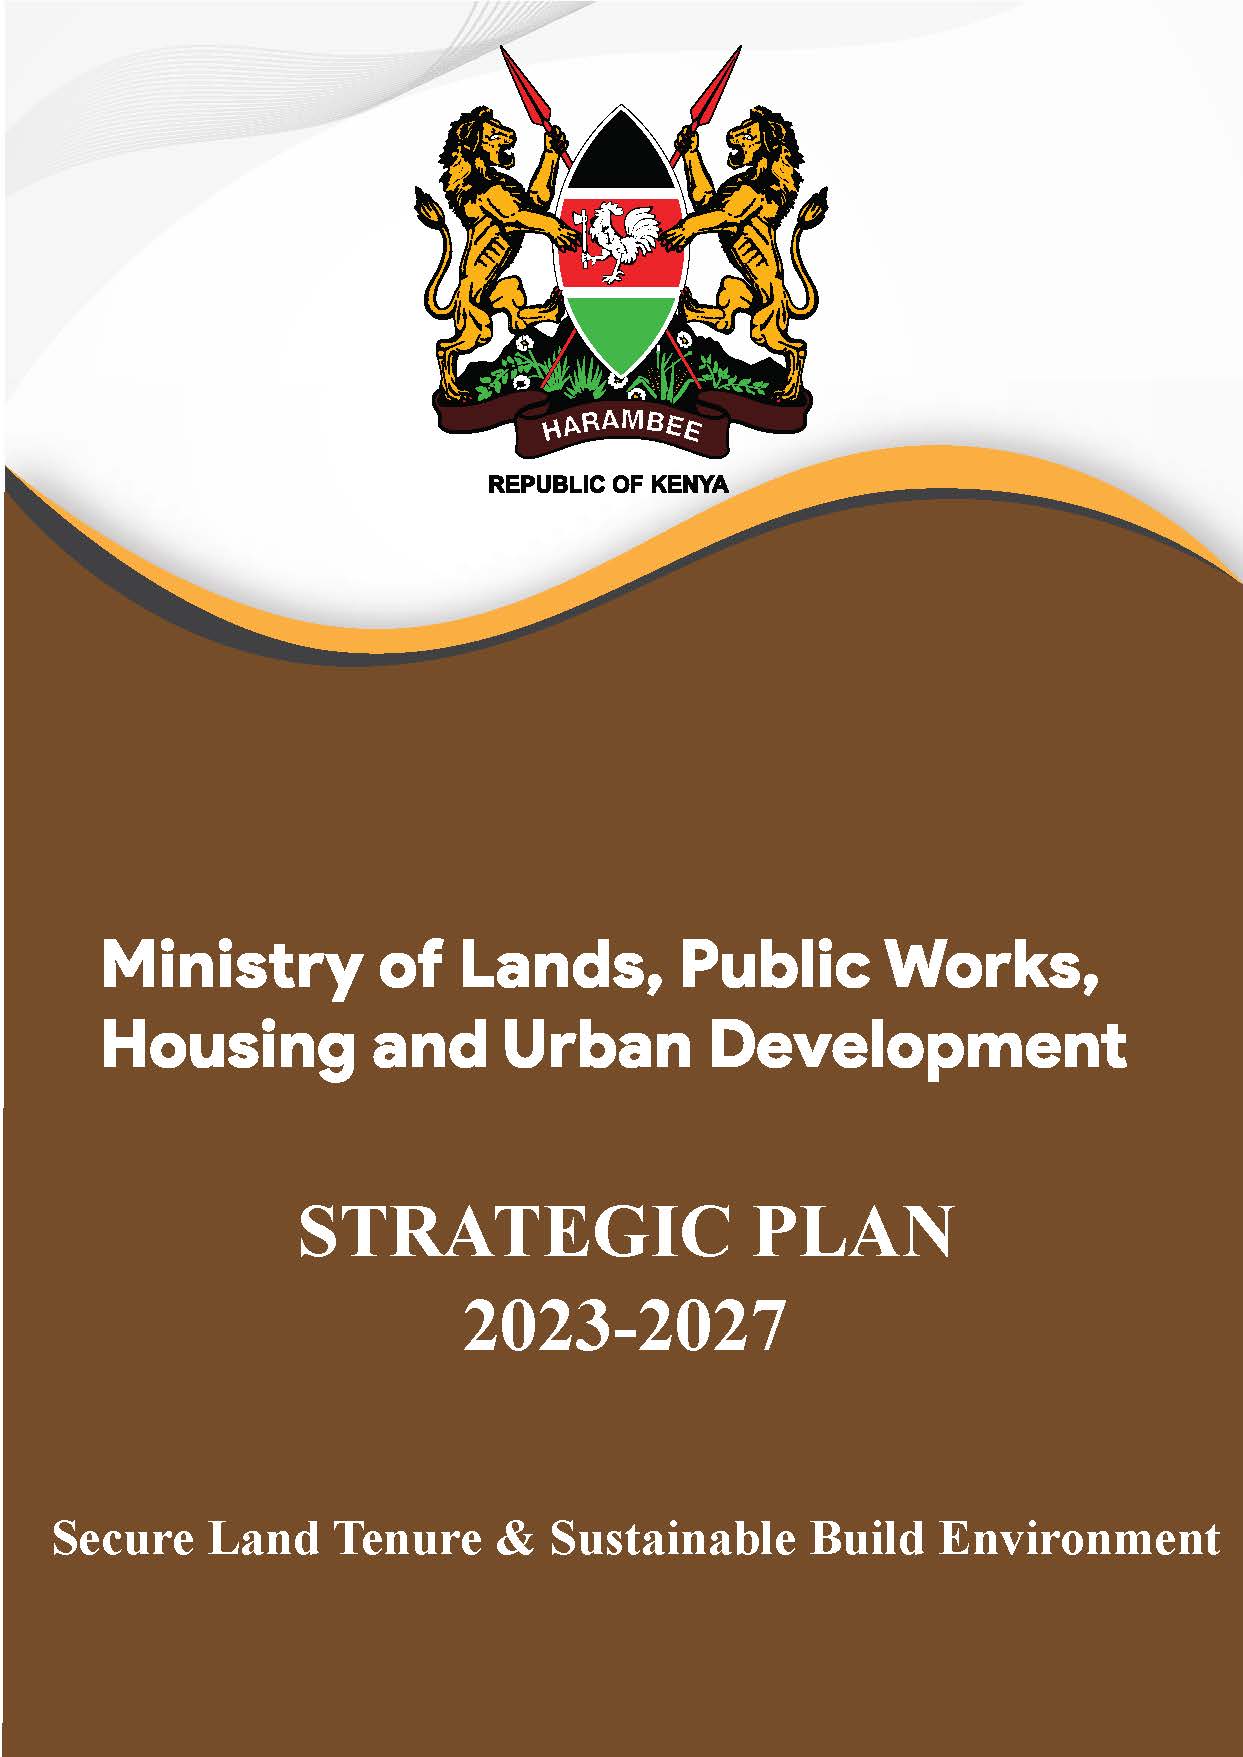 HARAMBEE
REPUBLIC OF KENYA
Ministry of Lands, Public Works,
Housing and Urban Development
STRATEGIC PLAN
2023-2027
Secure Land Tenure & Sustainable Build Environment